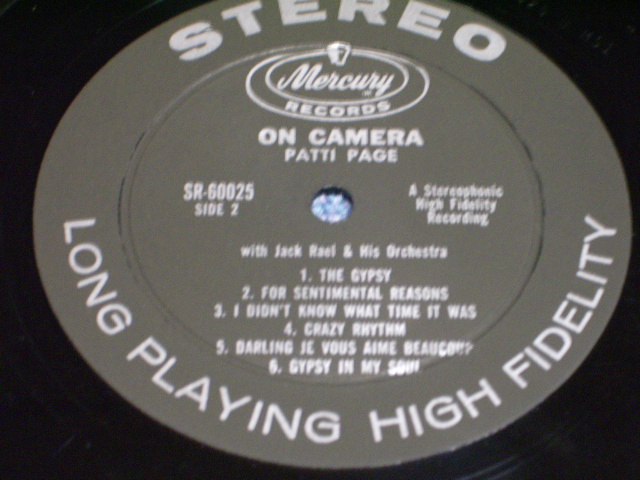 STEREO
Mercury
RECORDS
ON CAMERA
PATTI PAGE
SR-60025
SIDE 2
A Stereophonic
High Fidelity
Recording
with Jack Rael & His Orchestra
1. THE GYPSY
2. FOR SENTIMENTAL REASONS
3. I DIDN'T KNOW WHAT TIME IT WAS
4. CRAZY RHYTHM
5. DARLING JE VOUS AIME BEAUCOUP
6. GYPSY IN MY SOUL
LONG PLAYING HIGH FIDELITY